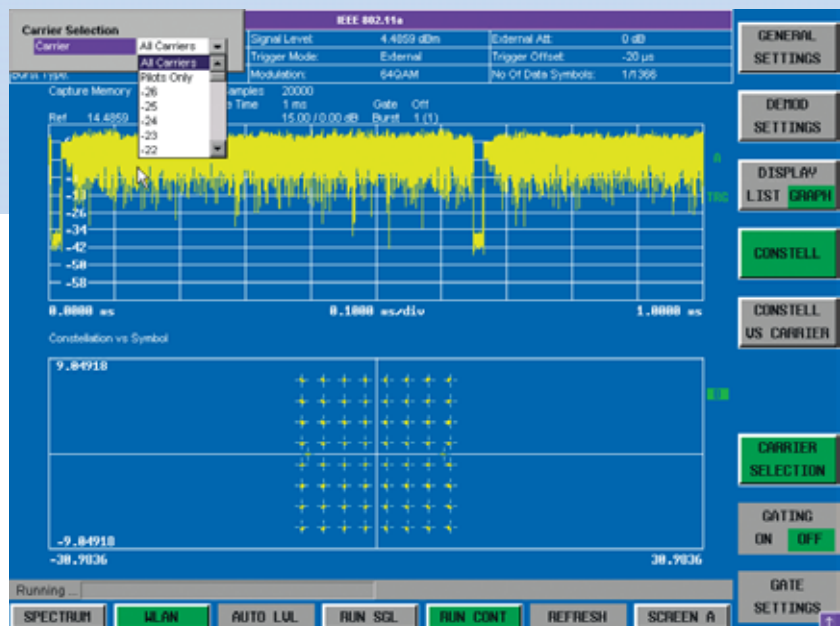 IEEE 802.11a
Carrier Selection
Carrier All Carriers
All Carriers
Pilots Only
-26
-25
-24
-23
-22
Signal Level: 4.4859 dBm External Att: 0 dB
Trigger Mode: External Trigger Offset: -20 µs
Modulation: 64QAM No Of Data Symbols: 1/1366
Capture Memory 20000
Time 1 ms Gate Off
Ref 14.4859 15.00 / 0.00 dB Burst 1 (1)
-26
-34
-42
-50
-58
0.0000 ms 0.1000 ms/div 1.0000 ms
A
TRG
Constellation vs Symbol
9.04918
-9.04918
-30.9836 30.9836
B
Running ...
SPECTRUM WLAN AUTO LVL RUN SGL RUN CONT REFRESH SCREEN A
GENERAL
SETTINGS
DEMOD
SETTINGS
DISPLAY
LIST GRAPH
CONSTELL
CONSTELL
VS CARRIER
CARRIER
SELECTION
GATING
ON OFF
GATE
SETTINGS